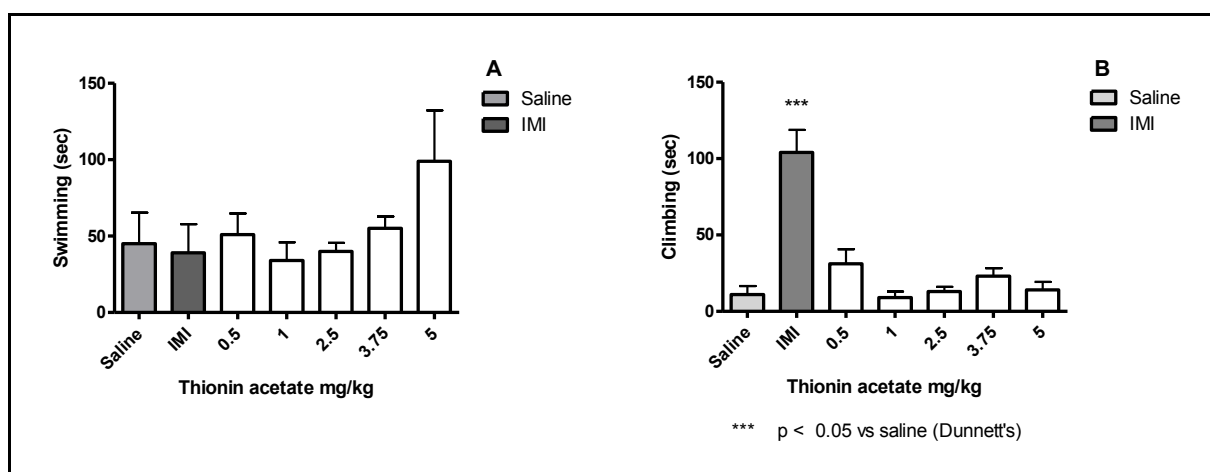 A
Saline
IMI
Swimming (sec)
150
100
50
0
Saline
IMI
0.5
1
2.5
3.75
5
Thionin acetate mg/kg
B
Saline
IMI
Climbing (sec)
150
100
50
0
***
Saline
IMI
0.5
1
2.5
3.75
5
Thionin acetate mg/kg
*** p < 0.05 vs saline (Dunnett's)